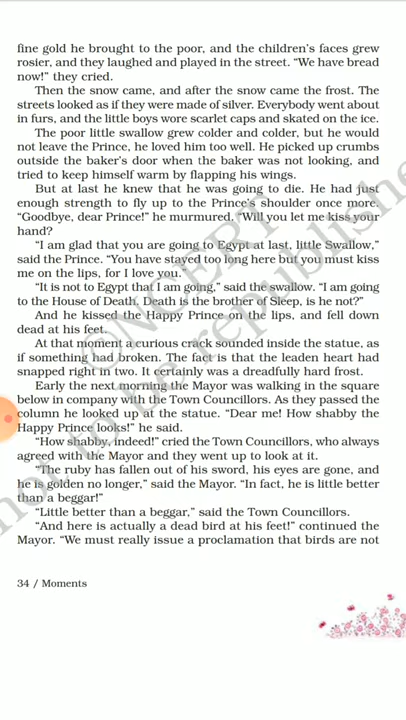 fine gold he brought to the poor, and the children's faces grew
rosier, and they laughed and played in the street. “We have bread
now!” they cried.
Then the snow came, and after the snow came the frost. The
streets looked as if they were made of silver. Everybody went about
in furs, and the little boys wore scarlet caps and skated on the ice.
The poor little swallow grew colder and colder, but he would
not leave the Prince, he loved him too well. He picked up crumbs
outside the baker's door when the baker was not looking, and
tried to keep himself warm by flapping his wings.
But at last he knew that he was going to die. He had just
enough strength to fly up to the Prince's shoulder once more.
“Goodbye, dear Prince!” he murmured. “Will you let me kiss your
hand?
“I am glad that you are going to Egypt at last, little Swallow,”
said the Prince. “You have stayed too long here but you must kiss
me on the lips, for I love you.”
“It is not to Egypt that I am going,” said the swallow. “I am going
to the House of Death. Death is the brother of Sleep, is he not?”
And he kissed the Happy Prince on the lips, and fell down
dead at his feet.
At that moment a curious crack sounded inside the statue, as
if something had broken. The fact is that the leaden heart had
snapped right in two. It certainly was a dreadfully hard frost.
Early the next morning the Mayor was walking in the square
below in company with the Town Councillors. As they passed the
column he looked up at the statue. “Dear me! How shabby the
Happy Prince looks!” he said.
“How shabby, indeed!” cried the Town Councillors, who always
agreed with the Mayor and they went up to look at it.
“The ruby has fallen out of his sword, his eyes are gone, and
he is golden no longer,” said the Mayor. “In fact, he is little better
than a beggar!”
“Little better than a beggar,” said the Town Councillors.
“And here is actually a dead bird at his feet!” continued the
Mayor. “We must really issue a proclamation that birds are not
34 / Moments
©NCERT
not to be republished